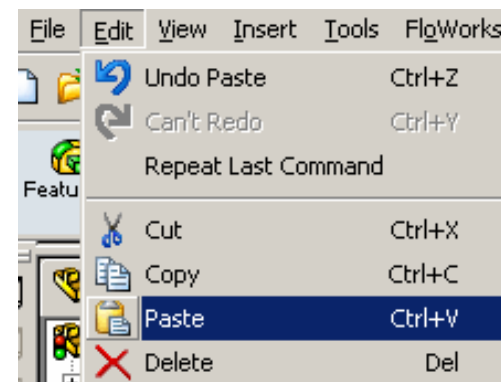 File Edit View Insert Tools FloWorks
Undo Paste Ctrl+Z
Can't Redo Ctrl+Y
Repeat Last Command
Featu
Cut Ctrl+X
Copy Ctrl+C
Paste Ctrl+V
Delete Del